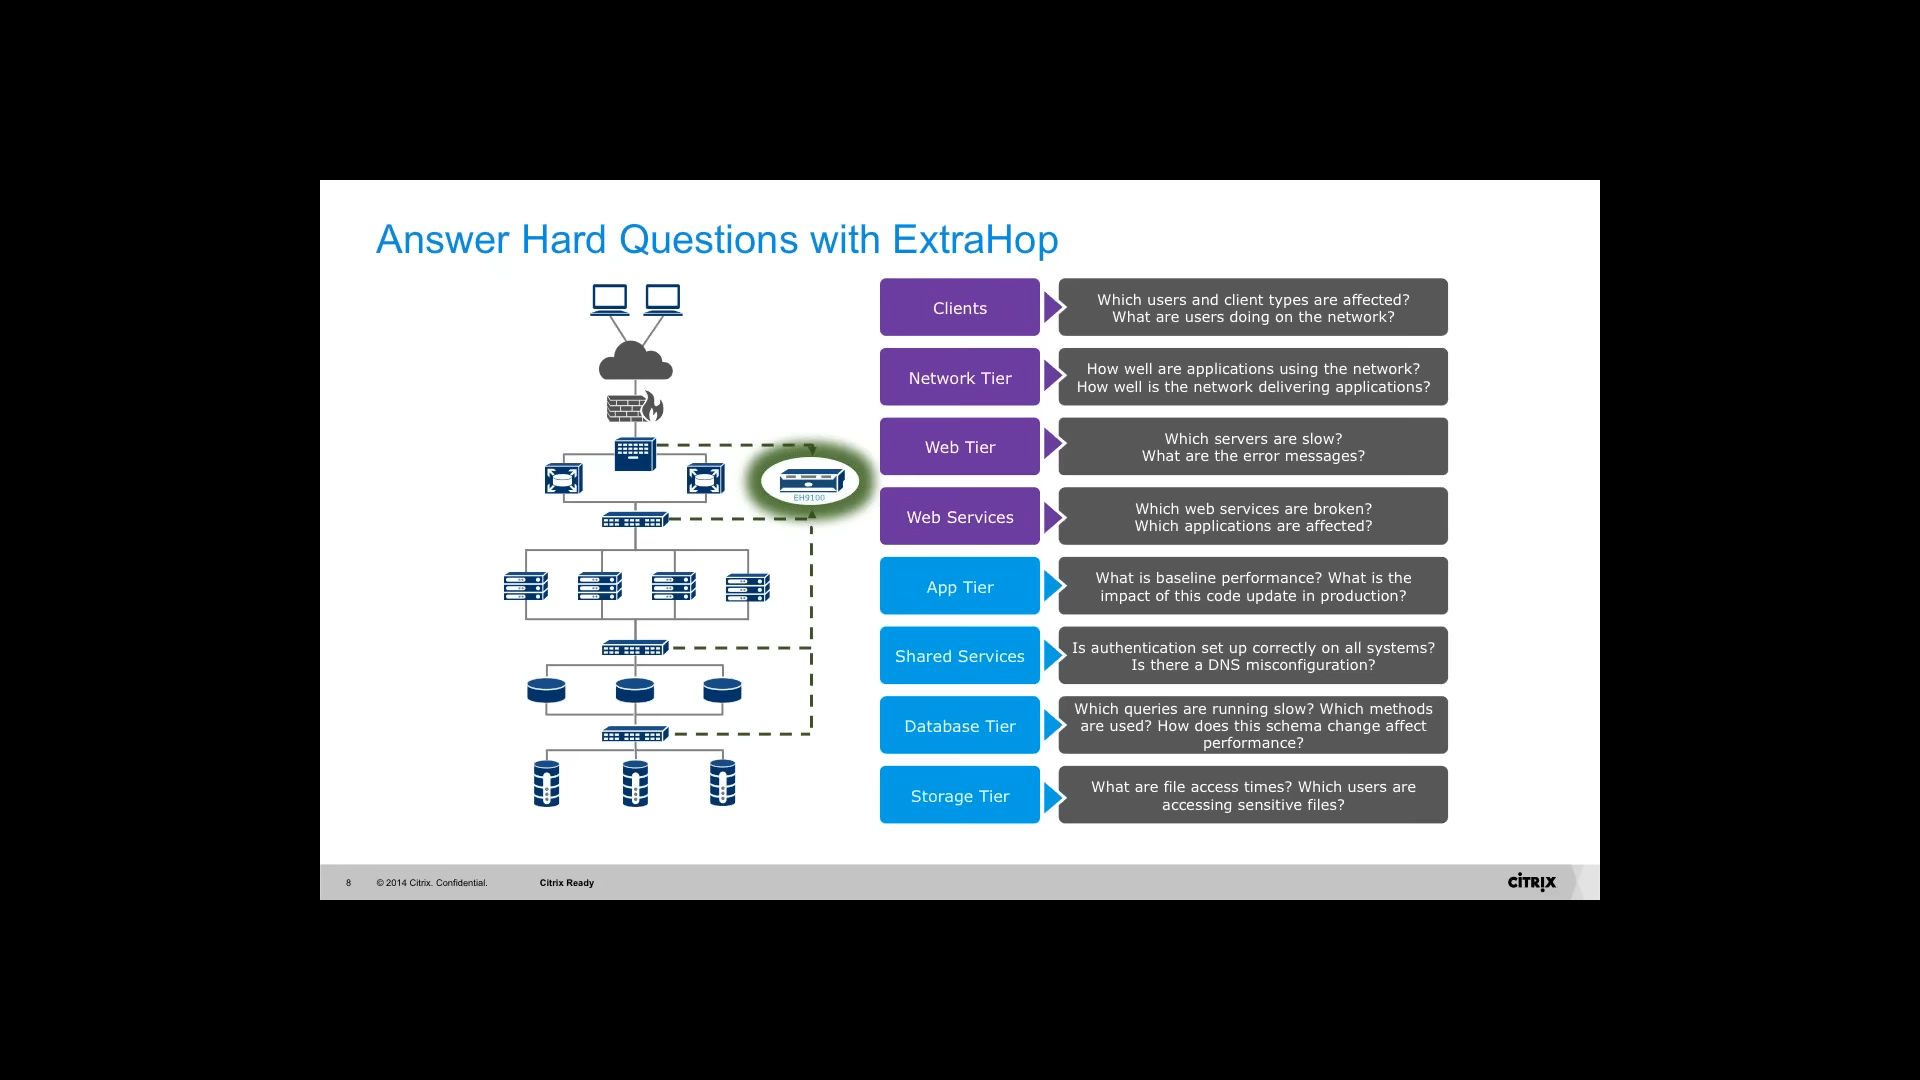 Answer Hard Questions with ExtraHop
EH9100
Clients
Which users and client types are affected?
What are users doing on the network?
Network Tier
How well are applications using the network?
How well is the network delivering applications?
Web Tier
Which servers are slow?
What are the error messages?
Web Services
Which web services are broken?
Which applications are affected?
App Tier
What is baseline performance? What is the
impact of this code update in production?
Shared Services
Is authentication set up correctly on all systems?
Is there a DNS misconfiguration?
Database Tier
Which queries are running slow? Which methods
are used? How does this schema change affect
performance?
Storage Tier
What are file access times? Which users are
accessing sensitive files?
8 © 2014 Citrix. Confidential. Citrix Ready
CİTRIX